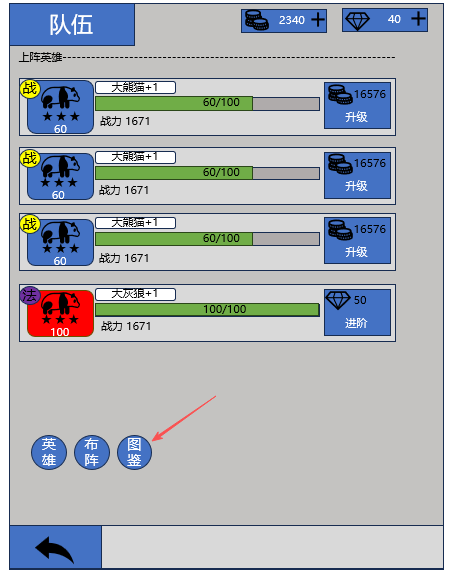 队伍
2340 +
40 +
上阵英雄
战
大熊猫+1
60/100
60
战力 1671
16576
升级
战
大熊猫+1
60/100
60
战力 1671
16576
升级
战
大熊猫+1
60/100
60
战力 1671
16576
升级
法
大灰狼+1
100/100
100
战力 1671
50
进阶
英雄
布阵
图鉴